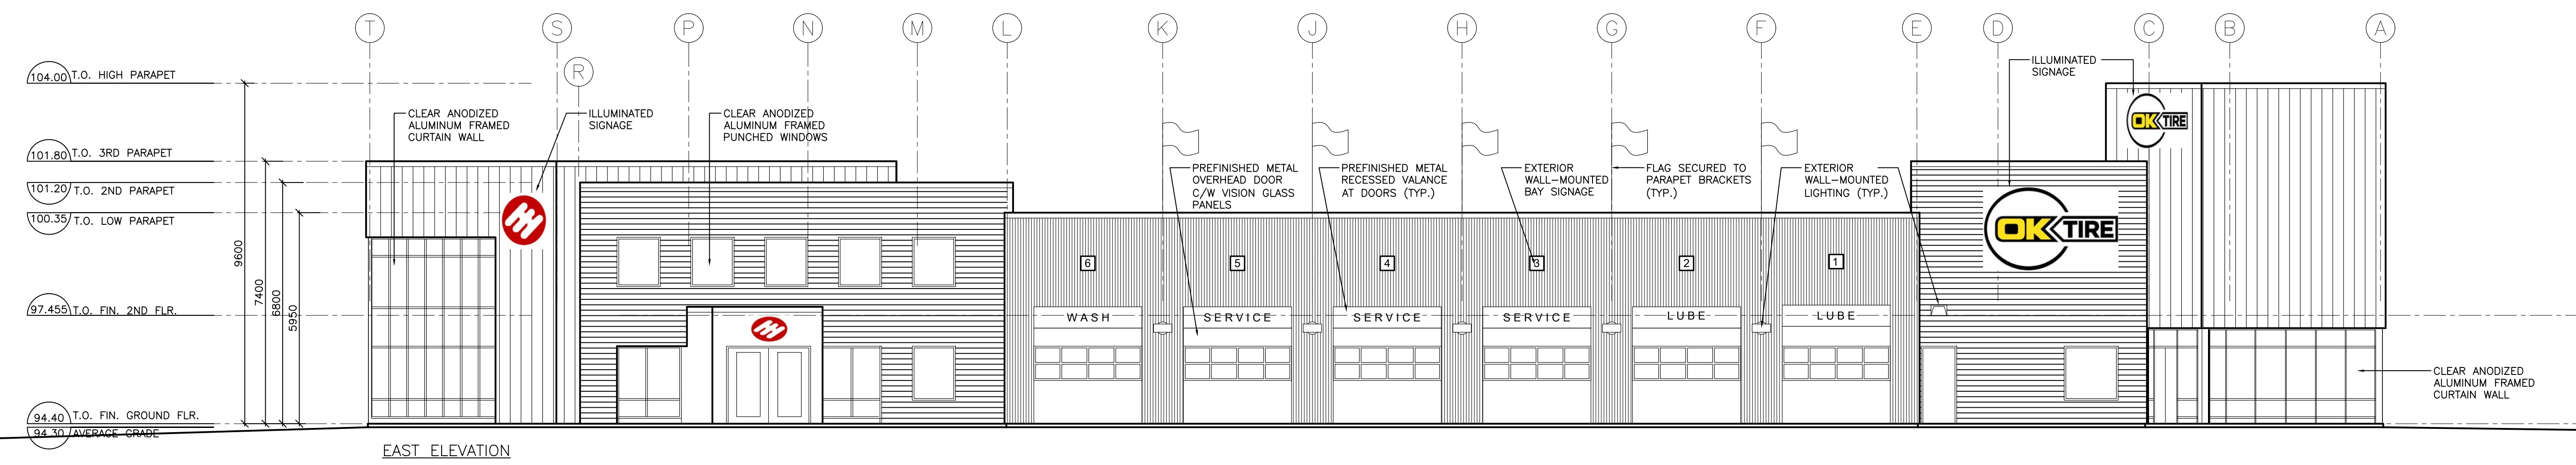 T
S
R
P
N
M
L
K
J
H
G
F
E
D
C
B
A
104.00 T.O. HIGH PARAPET
101.80 T.O. 3RD PARAPET
101.20 T.O. 2ND PARAPET
100.35 T.O. LOW PARAPET
97.455 T.O. FIN. 2ND FLR.
94.40 T.O. FIN. GROUND FLR.
94.30 AVERAGE GRADE
9600
7400
6800
5950
CLEAR ANODIZED
ALUMINUM FRAMED
CURTAIN WALL
ILLUMINATED
SIGNAGE
CLEAR ANODIZED
ALUMINUM FRAMED
PUNCHED WINDOWS
PREFINISHED METAL
OVERHEAD DOOR
C/W VISION GLASS
PANELS
PREFINISHED METAL
RECESSED VALANCE
AT DOORS (TYP.)
EXTERIOR
WALL-MOUNTED
BAY SIGNAGE
FLAG SECURED TO
PARAPET BRACKETS
(TYP.)
EXTERIOR
WALL-MOUNTED
LIGHTING (TYP.)
ILLUMINATED
SIGNAGE
OK TIRE
OK TIRE
6
5
4
3
2
1
WASH
SERVICE
SERVICE
SERVICE
LUBE
LUBE
CLEAR ANODIZED
ALUMINUM FRAMED
CURTAIN WALL
EAST ELEVATION